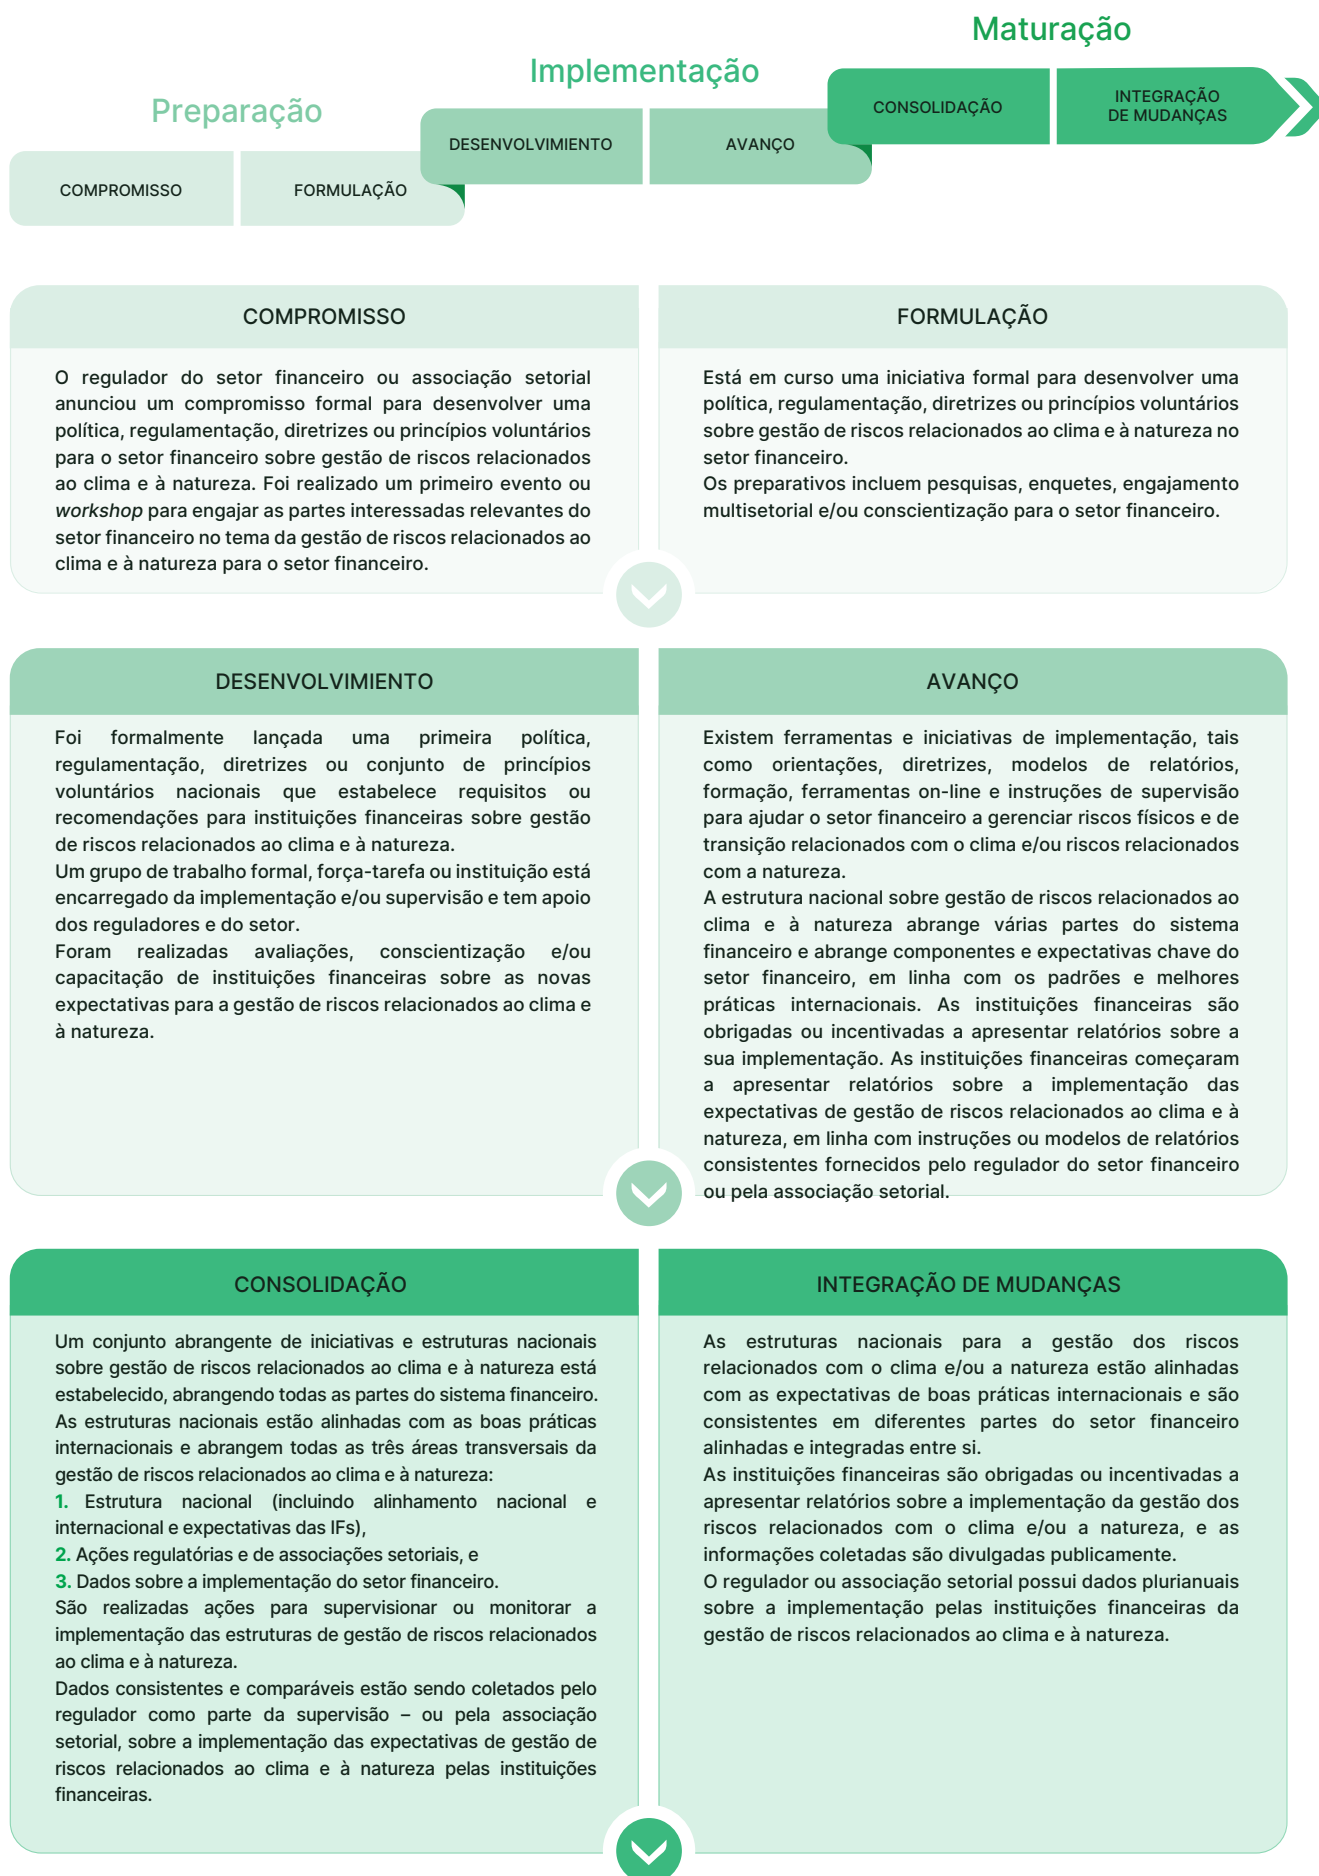 Maturação
Implementação
Preparação
CONSOLIDAÇÃO
INTEGRAÇÃO
DE MUDANÇAS
DESENVOLVIMIENTO
AVANÇO
COMPROMISSO
FORMULAÇÃO
COMPROMISSO
O regulador do setor financeiro ou associação setorial
anunciou um compromisso formal para desenvolver uma
política, regulamentação, diretrizes ou princípios voluntários
para o setor financeiro sobre gestão de riscos relacionados
ao clima e à natureza. Foi realizado um primeiro evento ou
workshop para engajar as partes interessadas relevantes do
setor financeiro no tema da gestão de riscos relacionados ao
clima e à natureza para o setor financeiro.
FORMULAÇÃO
Está em curso uma iniciativa formal para desenvolver uma
política, regulamentação, diretrizes ou princípios voluntários
sobre gestão de riscos relacionados ao clima e à natureza no
setor financeiro.
Os preparativos incluem pesquisas, enquetes, engajamento
multisetorial e/ou conscientização para o setor financeiro.
DESENVOLVIMIENTO
Foi formalmente lançada uma primeira política,
regulamentação, diretrizes ou conjunto de princípios
voluntários nacionais que estabelece requisitos ou
recomendações para instituições financeiras sobre gestão
de riscos relacionados ao clima e à natureza.
Um grupo de trabalho formal, força-tarefa ou instituição está
encarregado da implementação e/ou supervisão e tem apoio
dos reguladores e do setor.
Foram realizadas avaliações, conscientização e/ou
capacitação de instituições financeiras sobre as novas
expectativas para a gestão de riscos relacionados ao clima e
à natureza.
AVANÇO
Existem ferramentas e iniciativas de implementação, tais
como orientações, diretrizes, modelos de relatórios,
formação, ferramentas on-line e instruções de supervisão
para ajudar o setor financeiro a gerenciar riscos físicos e de
transição relacionados com o clima e/ou riscos relacionados
com a natureza.
A estrutura nacional sobre gestão de riscos relacionados ao
clima e à natureza abrange várias partes do sistema
financeiro e abrange componentes e expectativas chave do
setor financeiro, em linha com os padrões e melhores
práticas internacionais. As instituições financeiras são
obrigadas ou incentivadas a apresentar relatórios sobre a
sua implementação. As instituições financeiras começaram
a apresentar relatórios sobre a implementação das
expectativas de gestão de riscos relacionados ao clima e à
natureza, em linha com instruções ou modelos de relatórios
consistentes fornecidos pelo regulador do setor financeiro
ou pela associação setorial.
CONSOLIDAÇÃO
Um conjunto abrangente de iniciativas e estruturas nacionais
sobre gestão de riscos relacionados ao clima e à natureza está
estabelecido, abrangendo todas as partes do sistema financeiro.
As estruturas nacionais estão alinhadas com as boas práticas
internacionais e abrangem todas as três áreas transversais da
gestão de riscos relacionados ao clima e à natureza:
1. Estrutura nacional (incluindo alinhamento nacional e
internacional e expectativas das IFs),
2. Ações regulatórias e de associações setoriais, e
3. Dados sobre a implementação do setor financeiro.
São realizadas ações para supervisionar ou monitorar a
implementação das estruturas de gestão de riscos relacionados
ao clima e à natureza.
Dados consistentes e comparáveis estão sendo coletados pelo
regulador como parte da supervisão – ou pela associação
setorial, sobre a implementação das expectativas de gestão de
riscos relacionados ao clima e à natureza pelas instituições
financeiras.
INTEGRAÇÃO DE MUDANÇAS
As estruturas nacionais para a gestão dos riscos
relacionados com o clima e/ou a natureza estão alinhadas
com as expectativas de boas práticas internacionais e são
consistentes em diferentes partes do setor financeiro
alinhadas e integradas entre si.
As instituições financeiras são obrigadas ou incentivadas a
apresentar relatórios sobre a implementação da gestão dos
riscos relacionados com o clima e/ou a natureza, e as
informações coletadas são divulgadas publicamente.
O regulador ou associação setorial possui dados plurianuais
sobre a implementação pelas instituições financeiras da
gestão de riscos relacionados ao clima e à natureza.